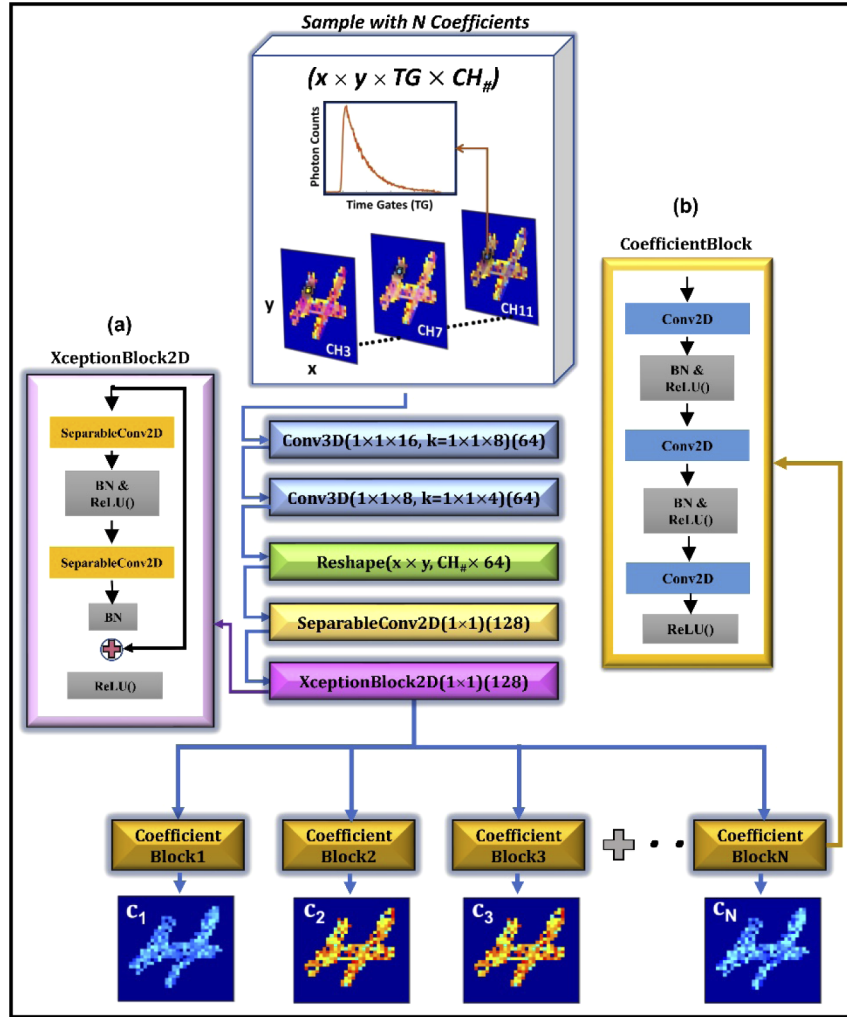 Sample with N Coefficients
(x × y × TG × CH#)
Photon Counts
Time Gates (TG)
y
x
CH3
CH7
CH11
(a)
XceptionBlock2D
SeparableConv2D
BN &
ReLU()
SeparableConv2D
BN
ReLU()
Conv3D(1×1×16, k=1×1×8)(64)
Conv3D(1×1×8, k=1×1×4)(64)
Reshape(x × y, CH# × 64)
SeparableConv2D(1×1)(128)
XceptionBlock2D(1×1)(128)
(b)
CoefficientBlock
Conv2D
BN &
ReLU()
Conv2D
BN &
ReLU()
Conv2D
ReLU()
Coefficient
Block1
Coefficient
Block2
Coefficient
Block3
Coefficient
BlockN
c1
c2
c3
cN